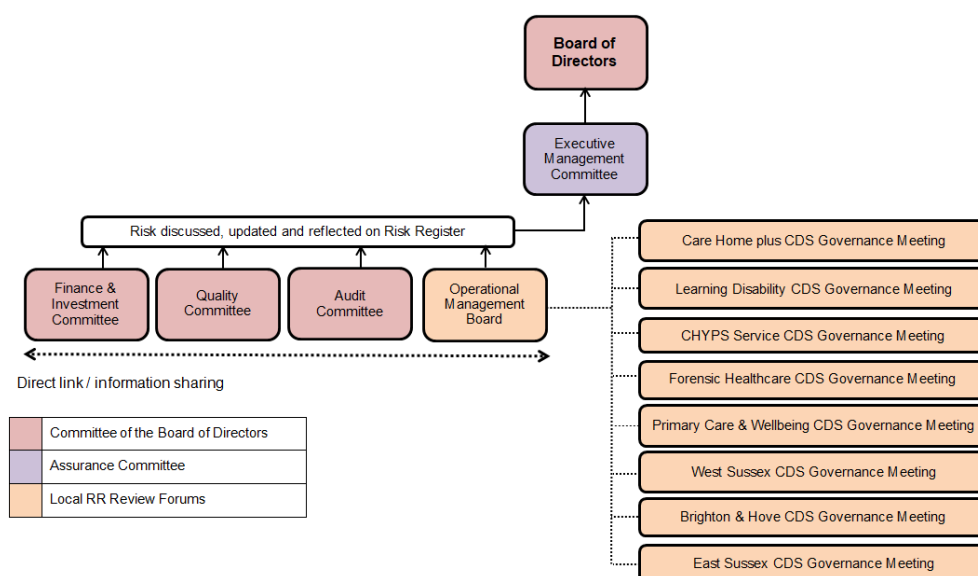 Board of
Directors
Executive
Management
Committee
Risk discussed, updated and reflected on Risk Register
Finance &
Investment
Committee
Quality
Committee
Audit
Committee
Operational
Management
Board
Care Home plus CDS Governance Meeting
Learning Disability CDS Governance Meeting
CHYPS Service CDS Governance Meeting
Forensic Healthcare CDS Governance Meeting
Primary Care & Wellbeing CDS Governance Meeting
West Sussex CDS Governance Meeting
Brighton & Hove CDS Governance Meeting
East Sussex CDS Governance Meeting
Direct link / information sharing
Committee of the Board of Directors
Assurance Committee
Local RR Review Forums